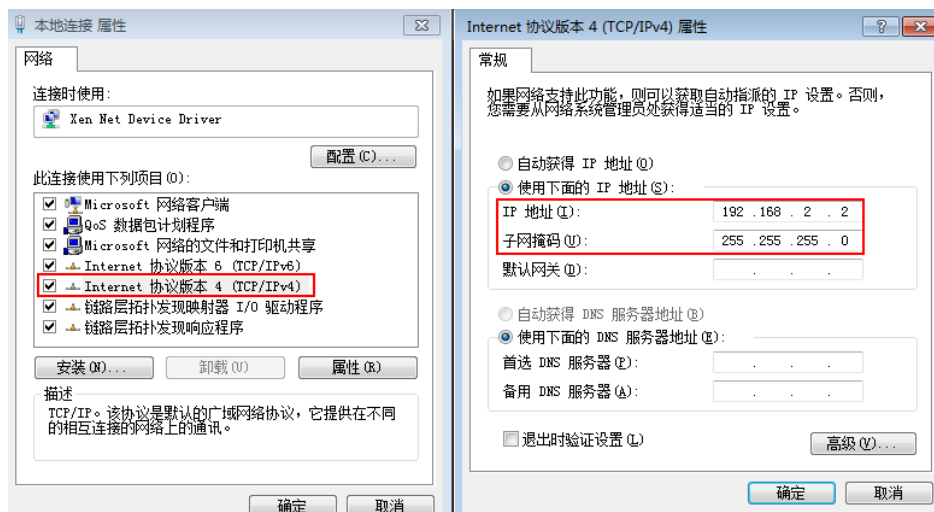 本地连接 属性
网络
连接时使用:
Xen Net Device Driver
配置(C)...
此连接使用下列项目(O):
Microsoft 网络客户端
QoS 数据包计划程序
Microsoft 网络的文件和打印机共享
Internet 协议版本 6 (TCP/IPv6)
Internet 协议版本 4 (TCP/IPv4)
链路层拓扑发现映射器 I/O 驱动程序
链路层拓扑发现响应程序
安装(N)...
卸载(U)
属性(R)
描述
TCP/IP。该协议是默认的广域网络协议，它提供在不同
的相互连接的网络上的通讯。
确定
取消
Internet 协议版本 4 (TCP/IPv4) 属性
常规
如果网络支持此功能，则可以获取自动指派的 IP 设置。否则，
您需要从网络系统管理员处获得适当的 IP 设置。
自动获得 IP 地址(O)
使用下面的 IP 地址(S):
IP 地址(I): 192 .168 . 2 . 2
子网掩码(U): 255 .255 .255 . 0
默认网关(D): . . .
自动获得 DNS 服务器地址(B)
使用下面的 DNS 服务器地址(E):
首选 DNS 服务器(P): . . .
备用 DNS 服务器(A): . . .
退出时验证设置(L)
高级(V)...
确定
取消